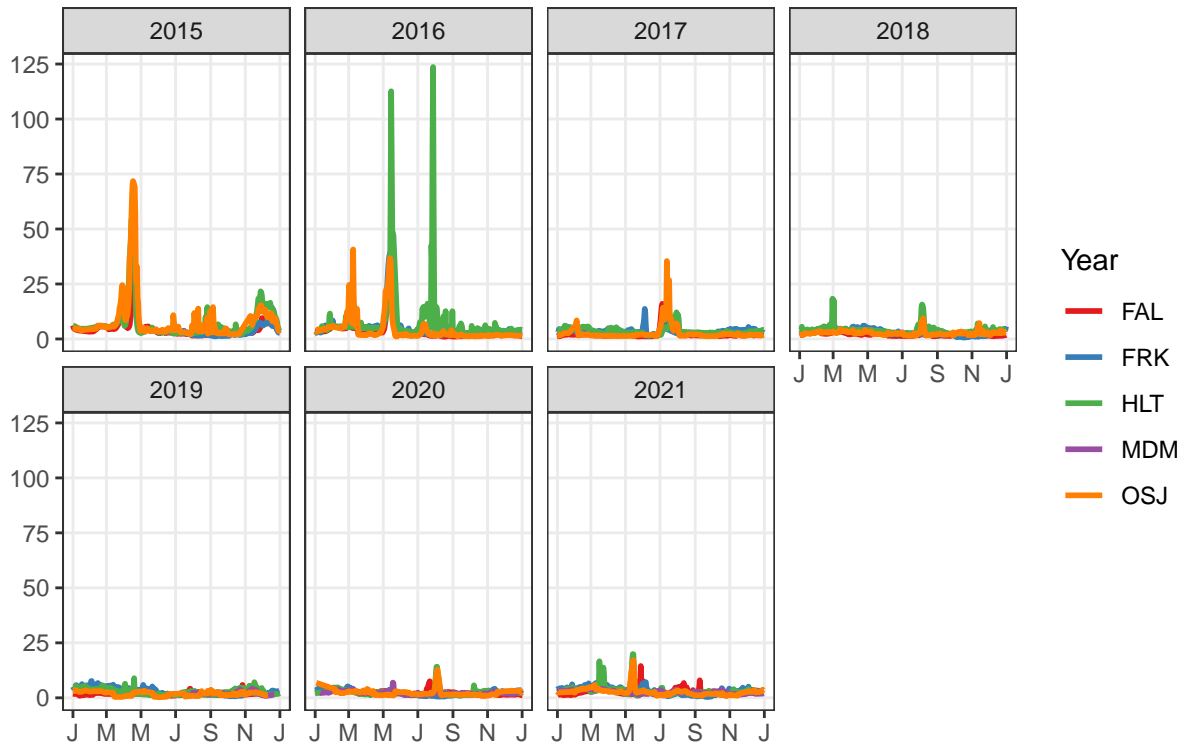 2015 2016 2017 2018
125
100
75
50
25
0
J M M J S N J
Year
FAL
FRK
HLT
MDM
OSJ
2019 2020 2021
125
100
75
50
25
0
J M M J S N J J M M J S N J J M M J S N J